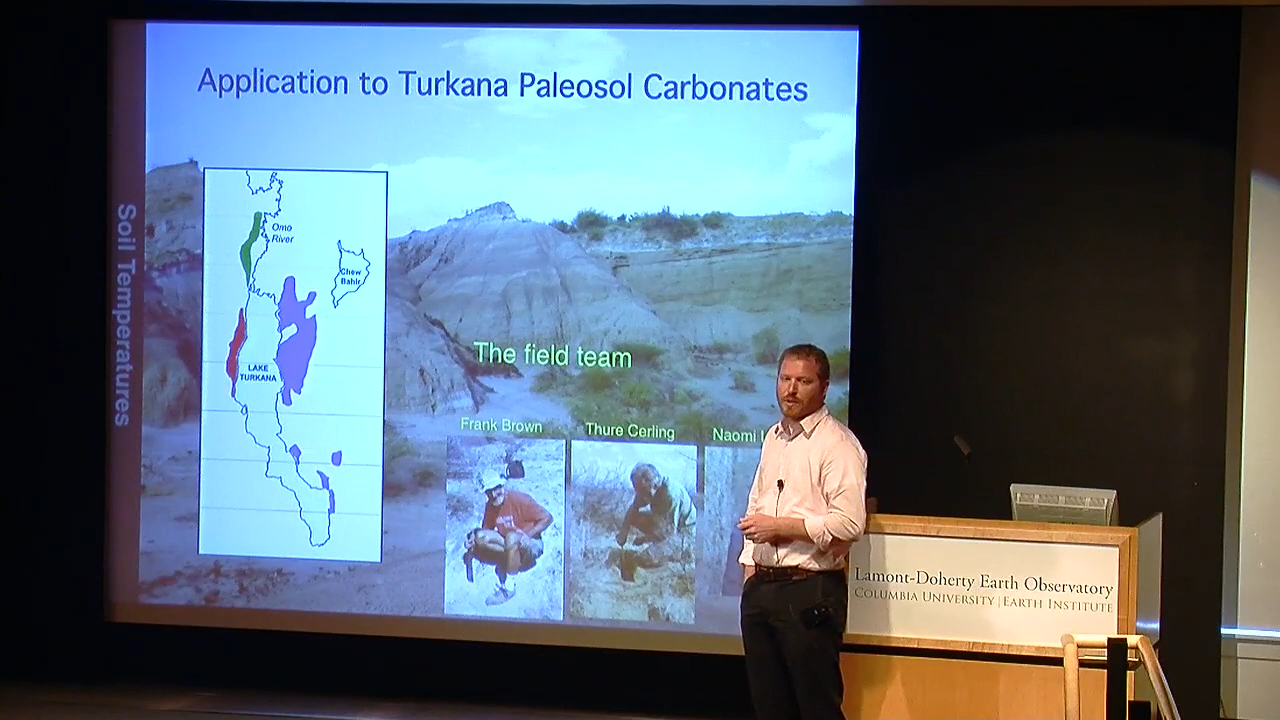 Application to Turkana Paleosol Carbonates
Soil Temperatures
Omo
River
Chew
Bahir
LAKE
TURKANA
The field team
Frank Brown
Thure Cerling
Naomi
Lamont-Doherty Earth Observatory
COLUMBIA UNIVERSITY | EARTH INSTITUTE